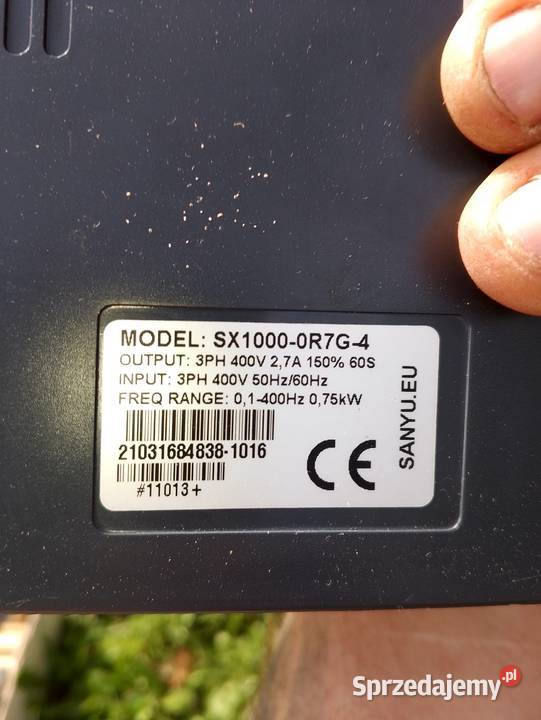 MODEL: SX1000-0R7G-4
OUTPUT: 3PH 400V 2,7A 150% 60S
INPUT: 3PH 400V 50Hz/60Hz
FREQ RANGE: 0,1-400Hz 0,75kW
21031684838-1016
#11013+
CE
SANYU.EU
Sprzedajemy.pl